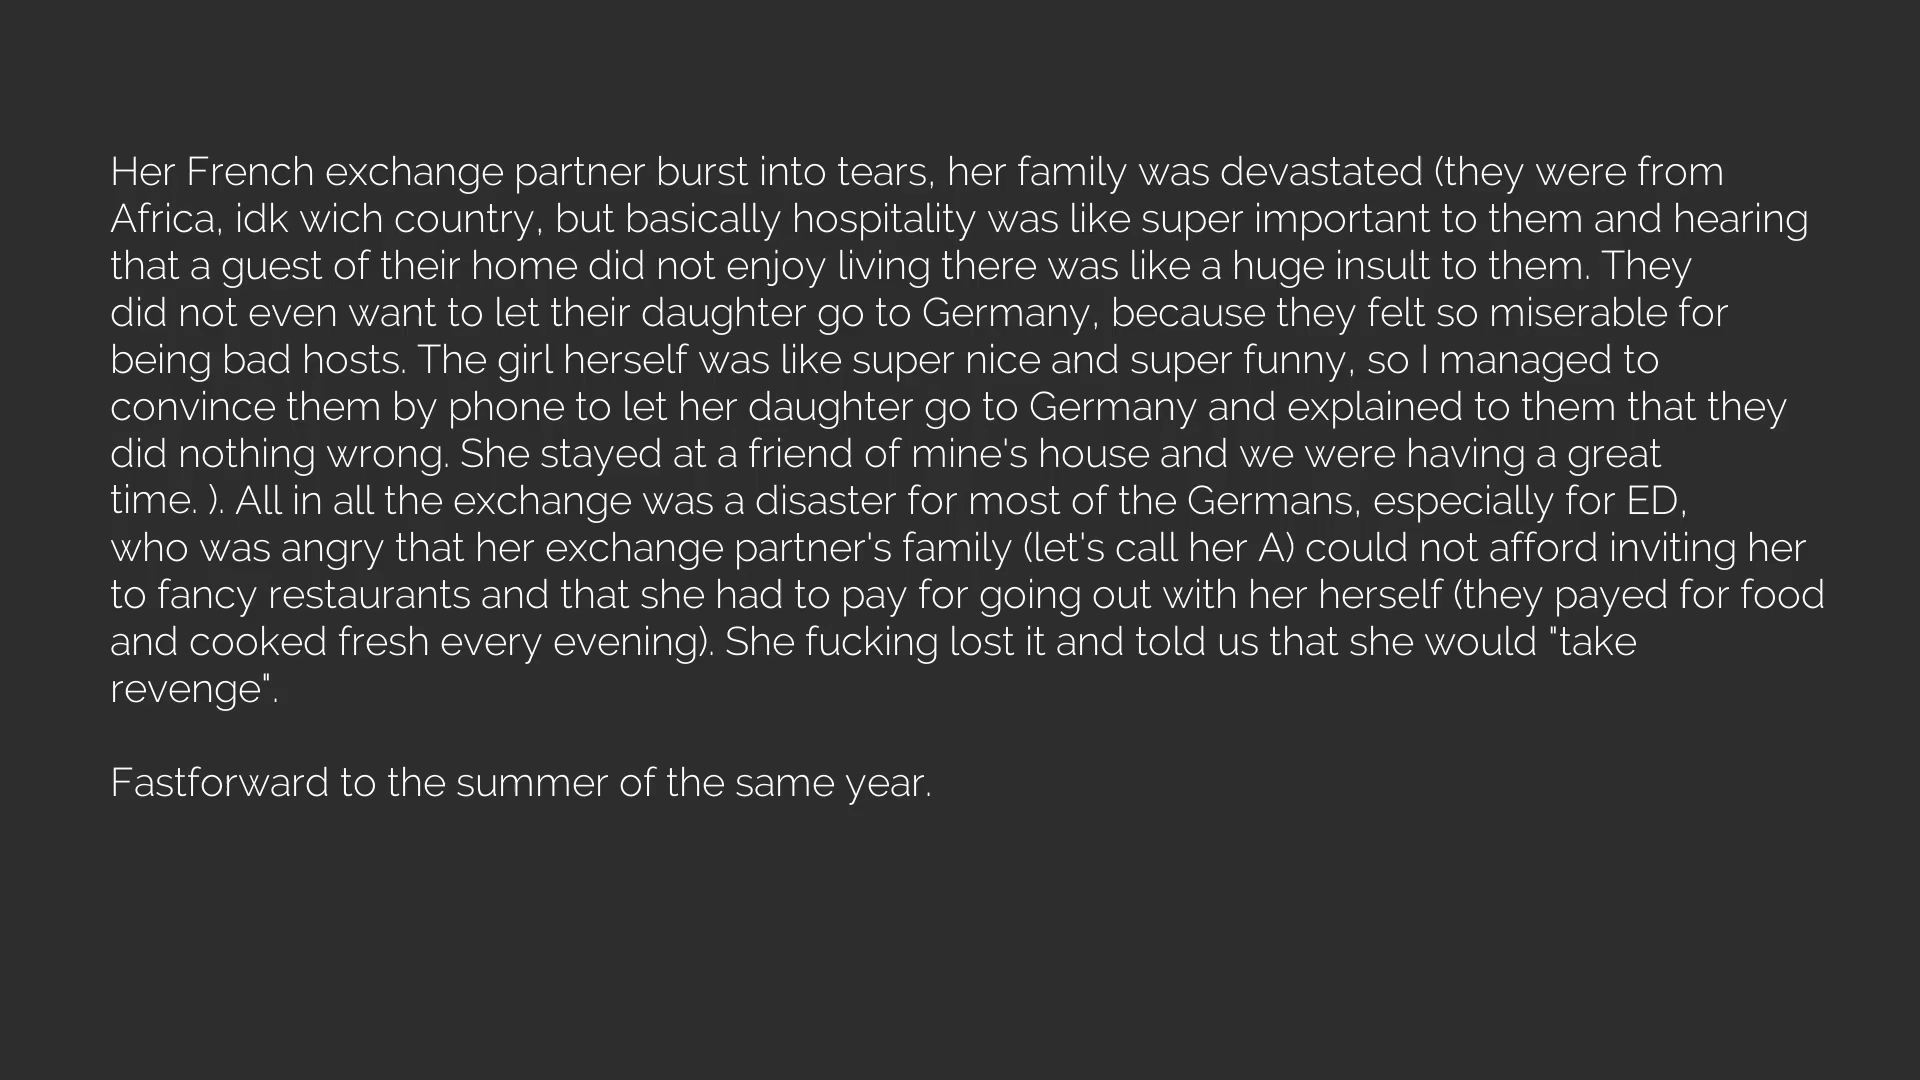 Her French exchange partner burst into tears, her family was devastated (they were from
Africa, idk wich country, but basically hospitality was like super important to them and hearing
that a guest of their home did not enjoy living there was like a huge insult to them. They
did not even want to let their daughter go to Germany, because they felt so miserable for
being bad hosts. The girl herself was like super nice and super funny, so I managed to
convince them by phone to let her daughter go to Germany and explained to them that they
did nothing wrong. She stayed at a friend of mine's house and we were having a great
time. ). All in all the exchange was a disaster for most of the Germans, especially for ED,
who was angry that her exchange partner's family (let's call her A) could not afford inviting her
to fancy restaurants and that she had to pay for going out with her herself (they payed for food
and cooked fresh every evening). She fucking lost it and told us that she would "take
revenge".
Fastforward to the summer of the same year.